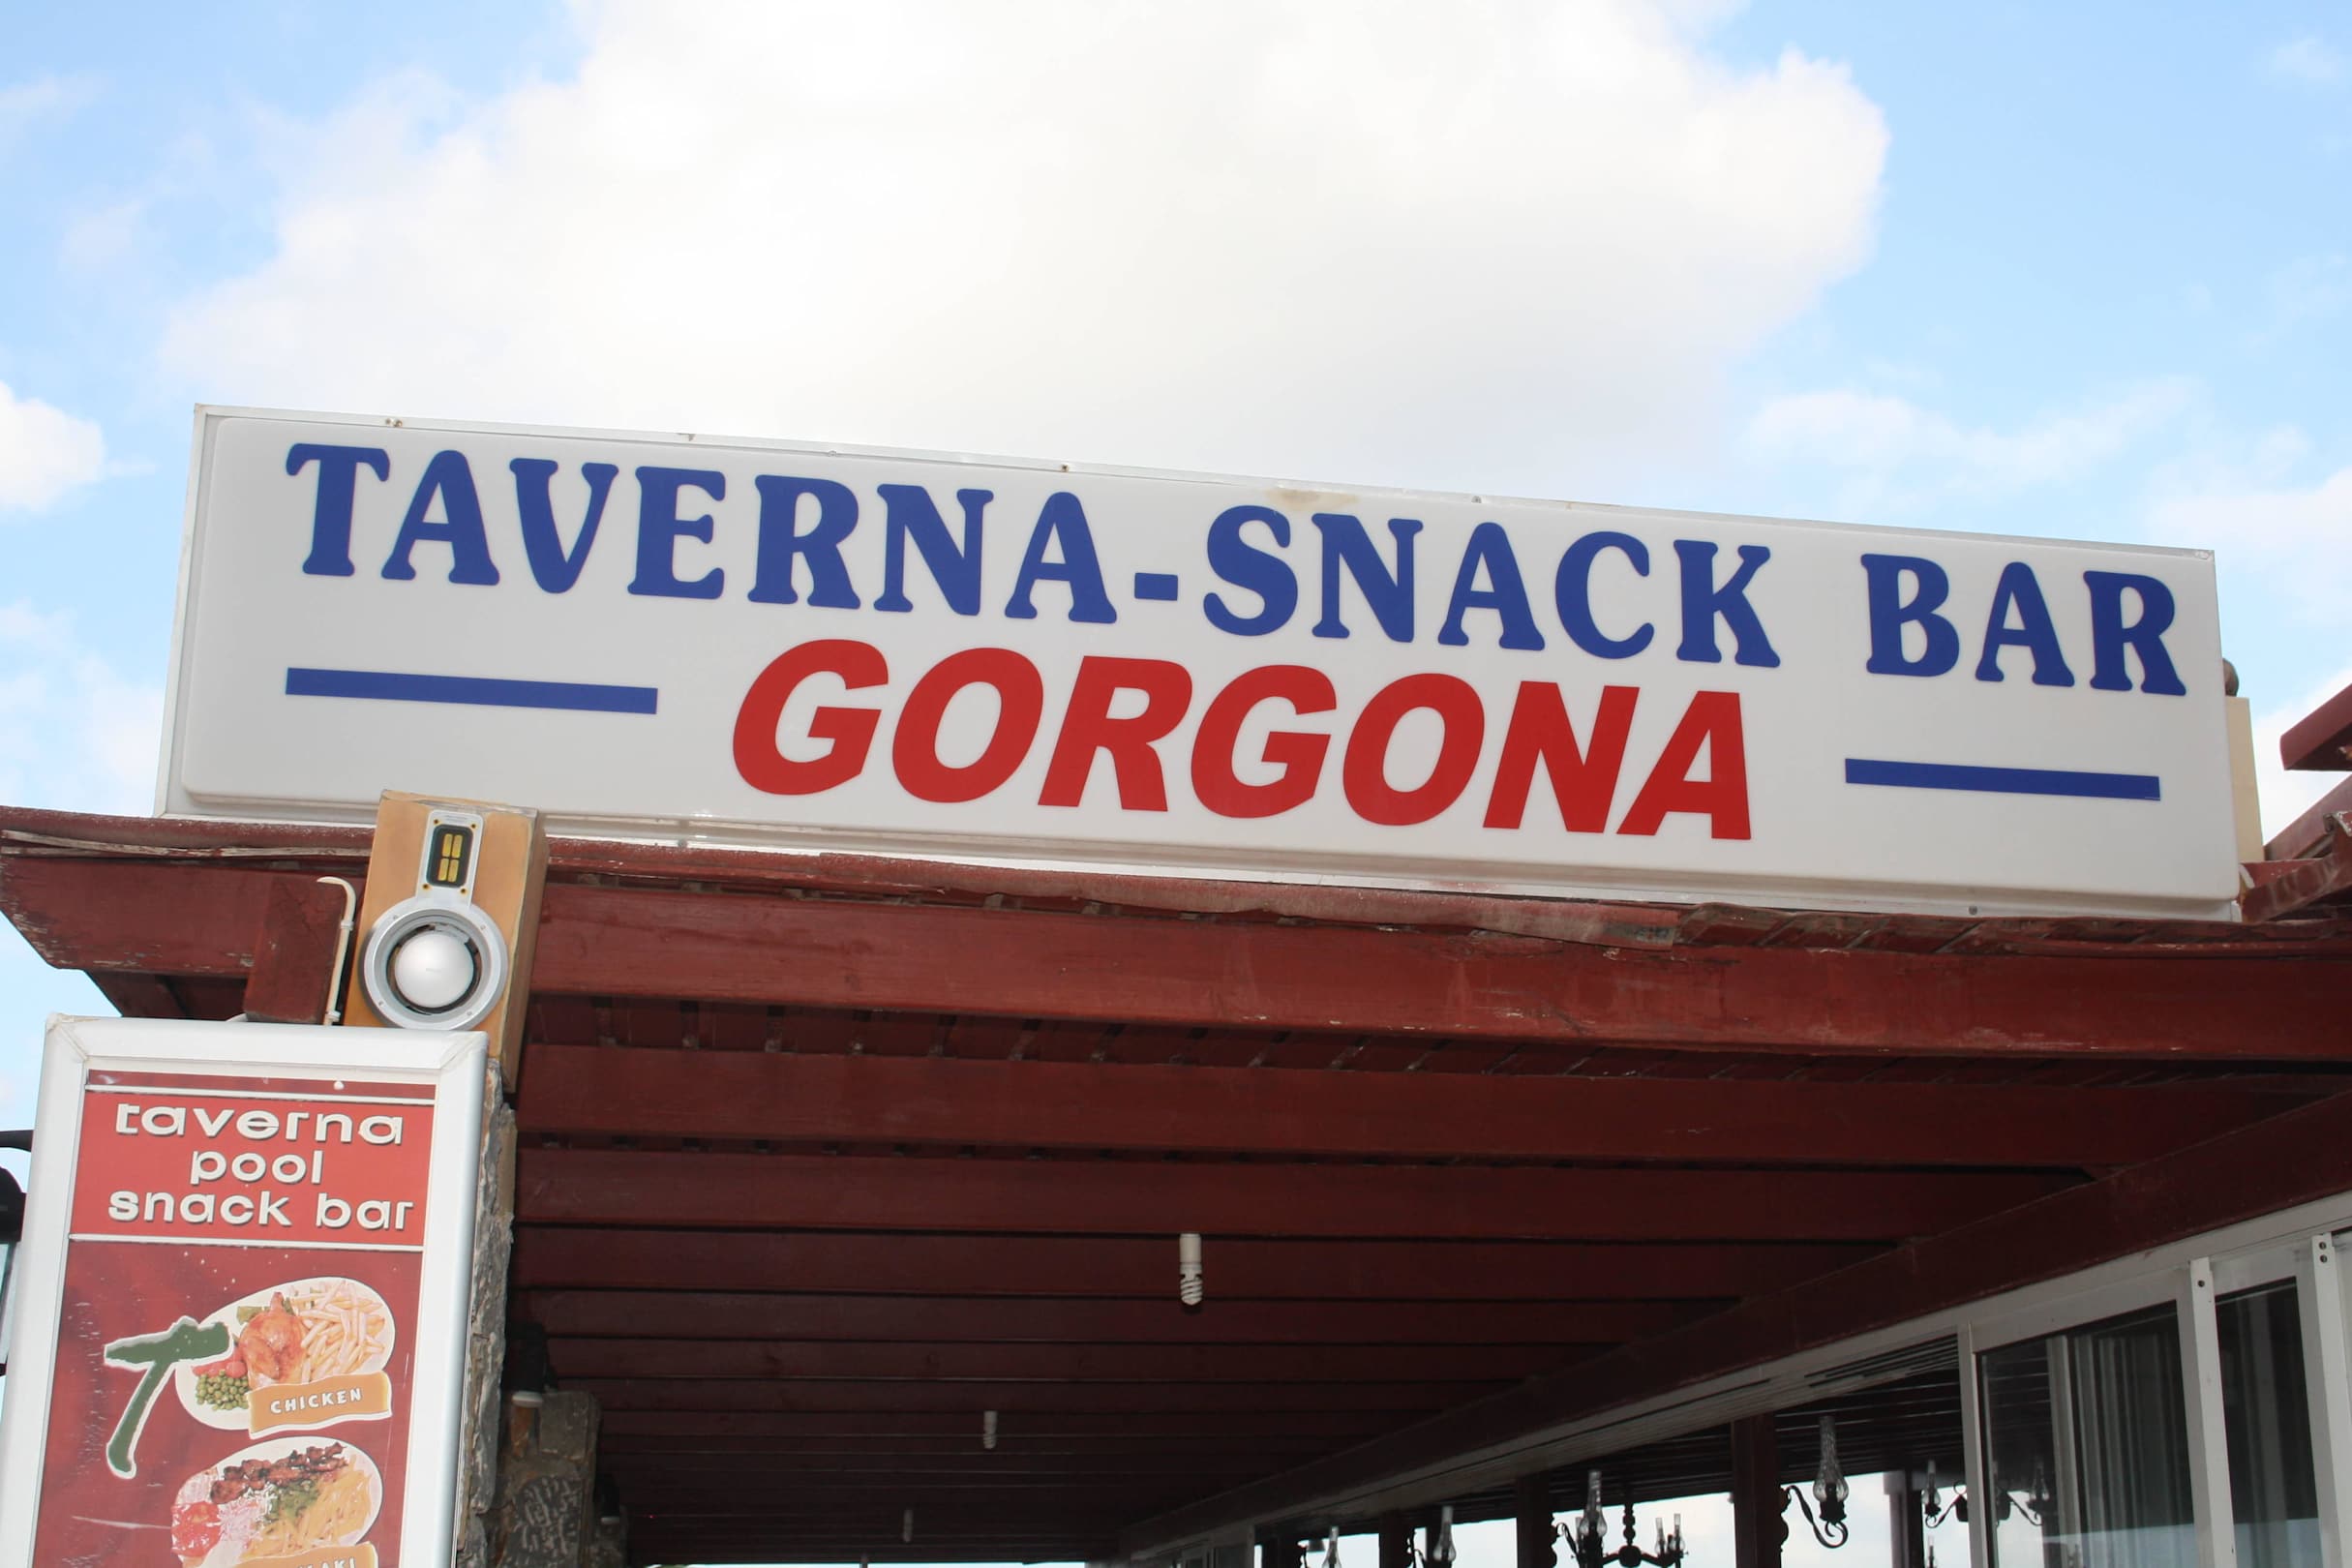 TAVERNA-SNACK BAR
GORGONA
taverna
pool
snack bar
CHICKEN